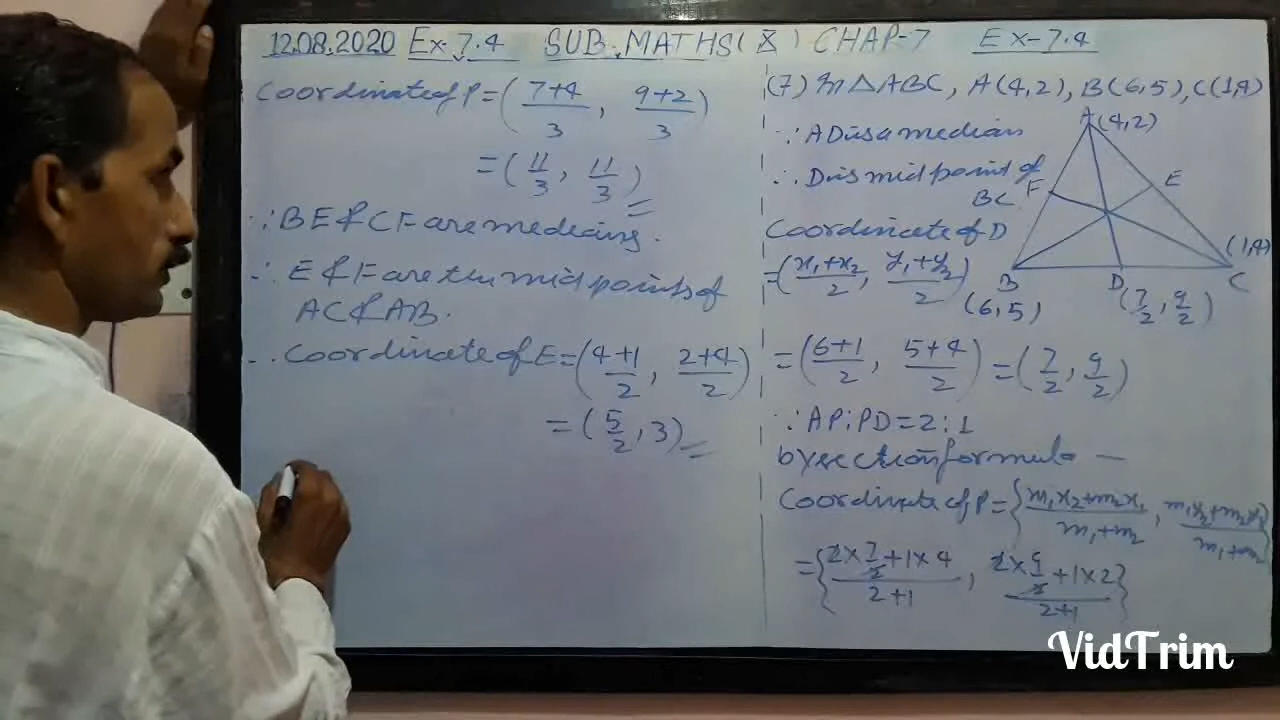 12.08.2020 Ex-7.4 SUB. MATHS(X) CHAP-7 Ex-7.4
(7) In △ABC, A(4,2), B(6,5), C(1,4)
∵ AD is a median
∴ D is mid point of
BC.
Coordinate of D
= (x₁+x₂/2, y₁+y₂/2)
= (6+1/2, 5+4/2) = (7/2, 9/2)
∵ AP:PD = 2:1
by section formula —
Coordinate of P = {m₁x₂+m₂x₁/m₁+m₂,
= {2×7/2+1×4/2+1, 2×9/2+1×2/2+1}
A(4,2)
F
E
B
(6,5)
D(7/2, 9/2)
(1,4)
C
Coordinate of P = (7+4/3, 9+2/3)
= (11/3, 11/3)
∵ BE & CF are medians.
∴ E & F are the mid points of
AC & AB.
∴ Coordinate of E = (4+1/2, 2+4/2)
= (5/2, 3)
VidTrim